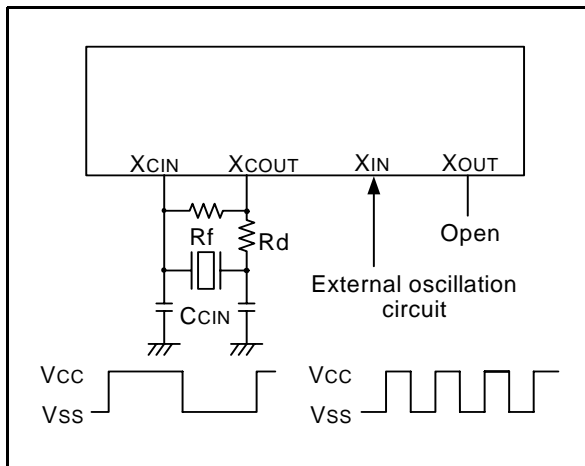 XCIN XCOUT XIN XOUT
Rf Rd Open
External oscillation
circuit
CCIN
VCC VCC
VSS VSS